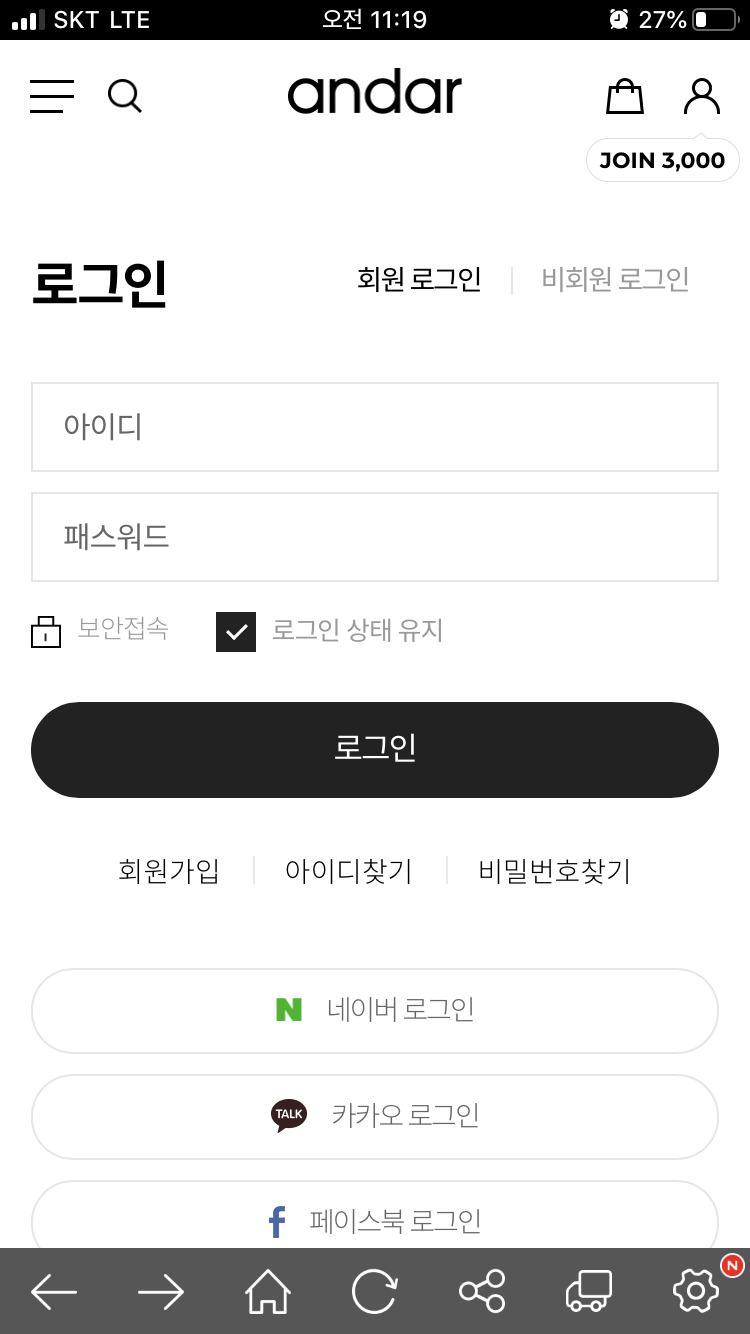 SKT LTE 오전 11:19 27%
andar
JOIN 3,000
로그인 회원 로그인 비회원 로그인
아이디
패스워드
보안접속 로그인 상태 유지
로그인
회원가입 아이디찾기 비밀번호찾기
N 네이버 로그인
TALK 카카오 로그인
f 페이스북 로그인
N